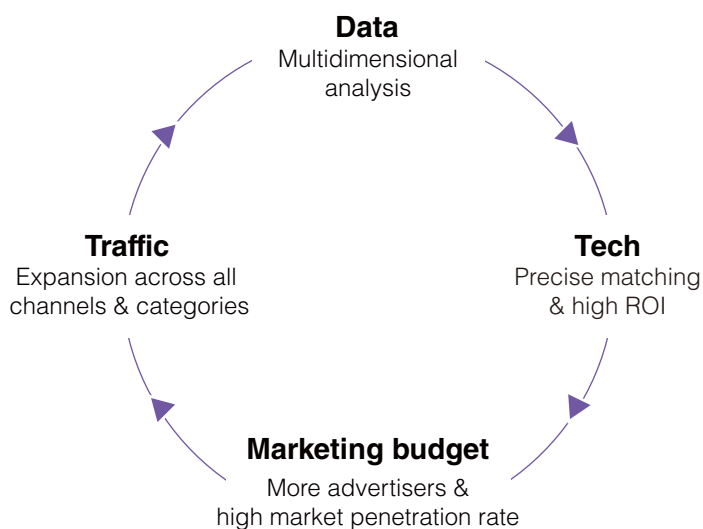 Data
Multidimensional
analysis
Traffic
Expansion across all
channels & categories
Tech
Precise matching
& high ROI
Marketing budget
More advertisers &
high market penetration rate